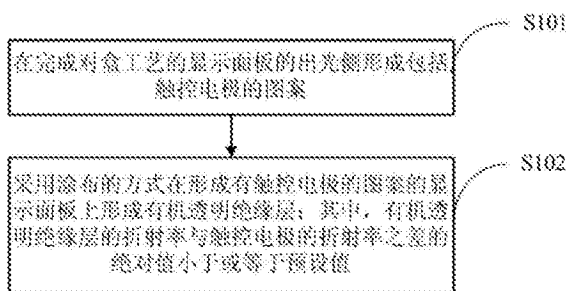 S101
在完成对盒工艺的显示面板的出光侧形成包括
触控电极的图案
S102
采用涂布的方式在形成有触控电极的图案的显
示面板上形成有机透明绝缘层；其中，有机透
明绝缘层的折射率与触控电极的折射率之差的
绝对值小于或等于预设值